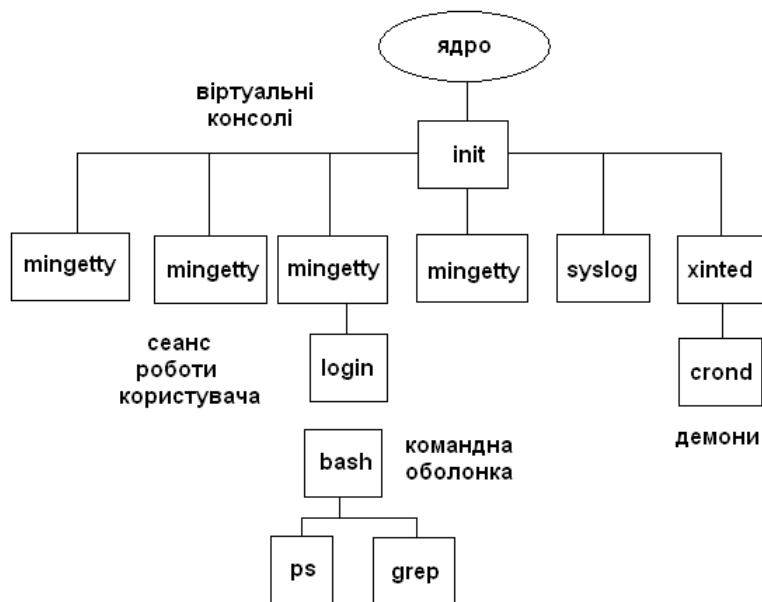 ядро
віртуальні
консолі
init
mingetty
mingetty
mingetty
mingetty
syslog
xinted
сеанс
роботи
користувача
login
crond
демони
bash
командна
оболонка
ps
grep